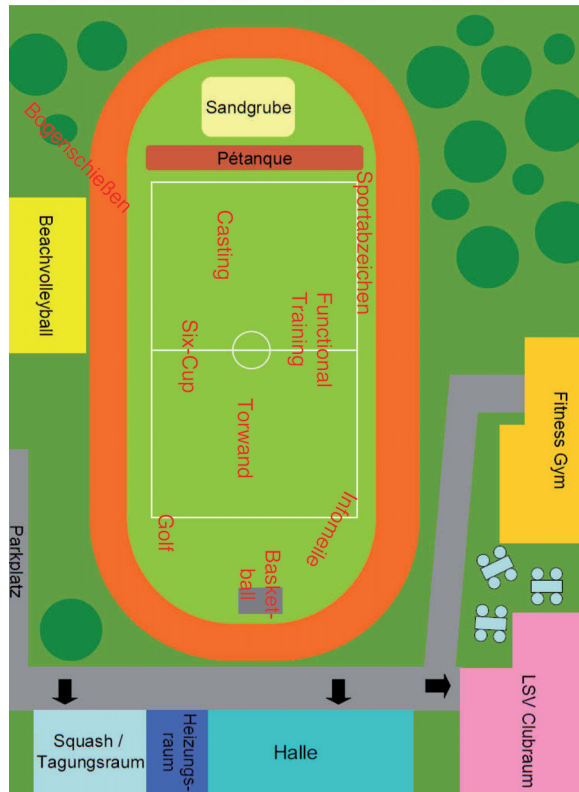 Sandgrube
Pétanque
Bogenschießen
Sportabzeichen
Casting
Beachvolleyball
Functional
Training
Six-Cup
Torwand
Fitness Gym
Infomeile
Golf
Basket-
ball
Parkplatz
LSV Clubraum
Squash /
Tagungsraum
Heizungs-
raum
Halle